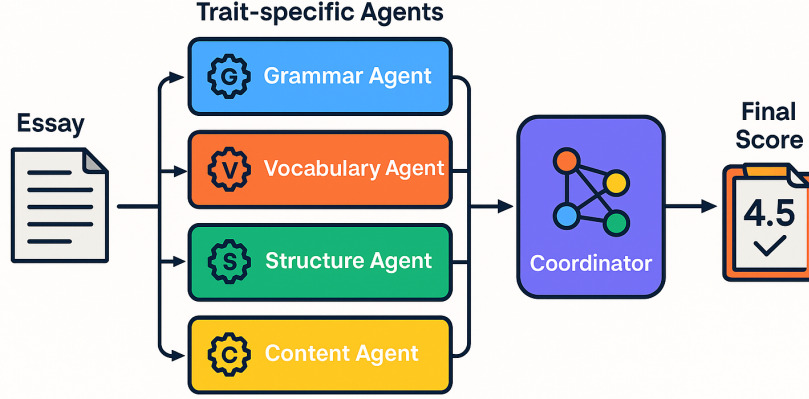 Trait-specific Agents
Essay
G Grammar Agent
V Vocabulary Agent
S Structure Agent
C Content Agent
Coordinator
Final
Score
4.5